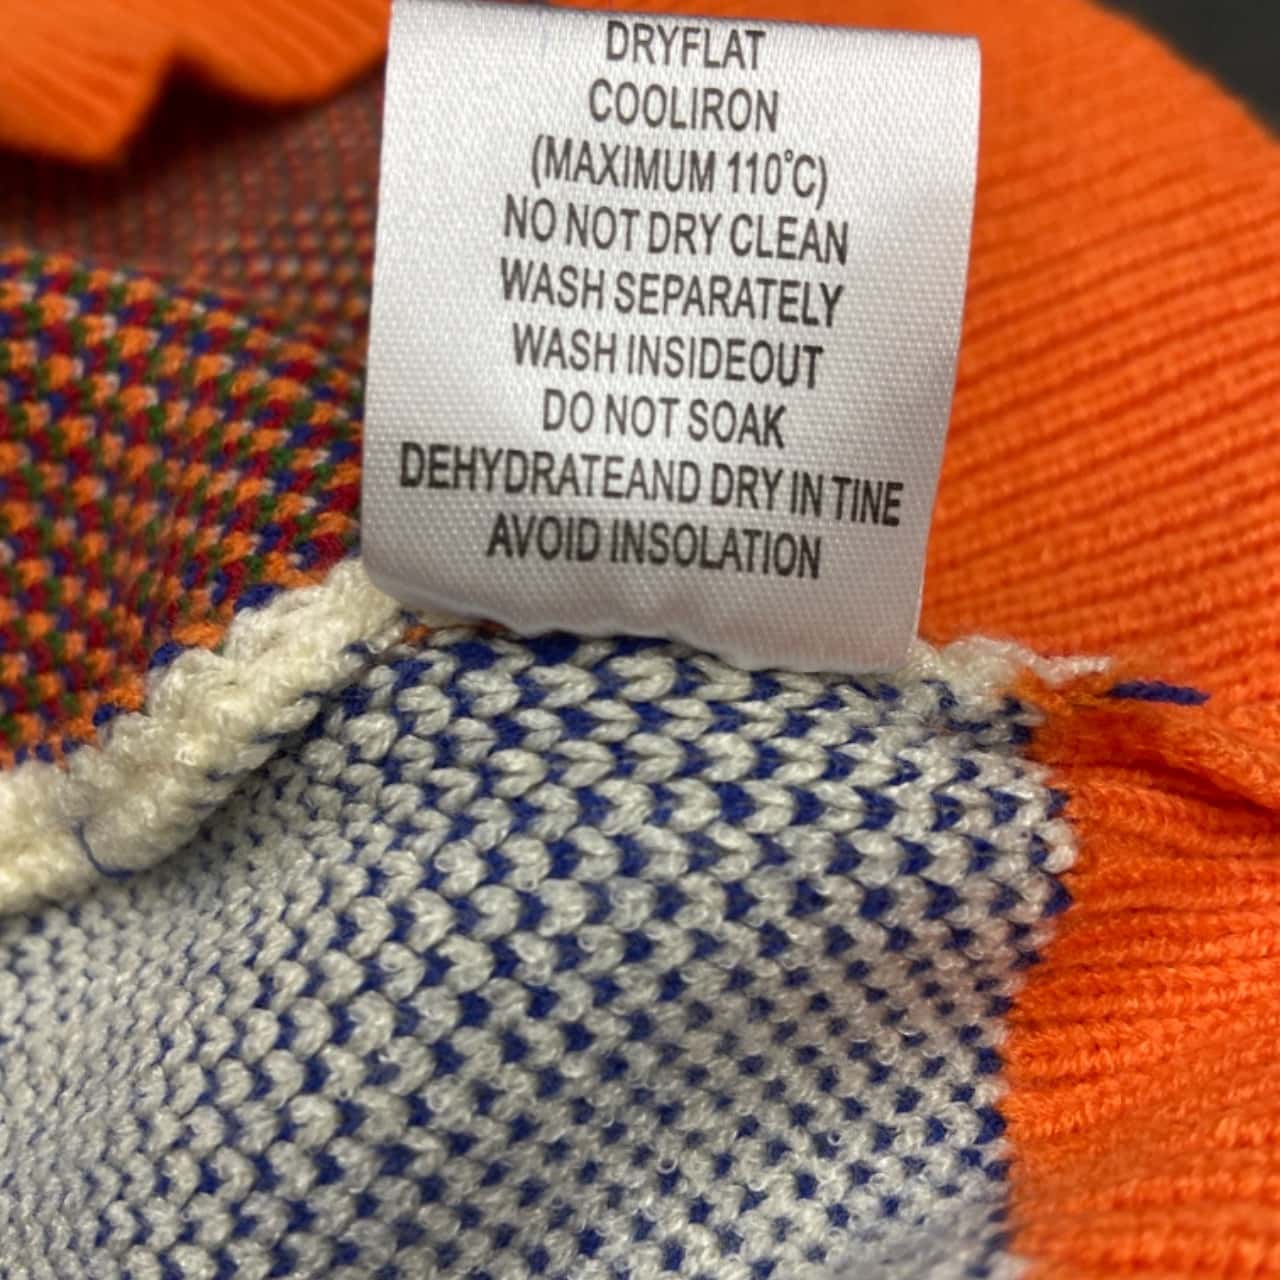 DRYFLAT
COOLIRON
(MAXIMUM 110°C)
NO NOT DRY CLEAN
WASH SEPARATELY
WASH INSIDEOUT
DO NOT SOAK
DEHYDRATEAND DRY IN TINE
AVOID INSOLATION